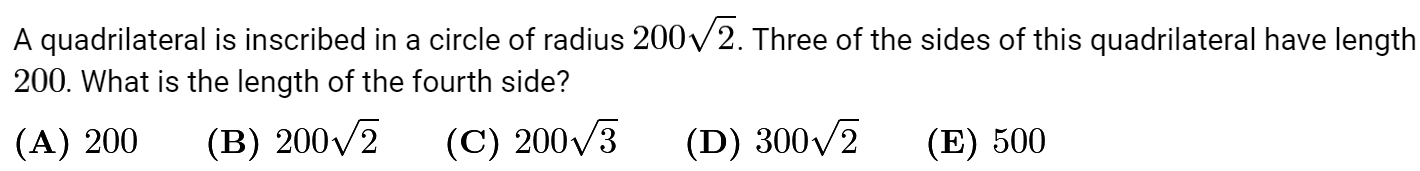 A quadrilateral is inscribed in a circle of radius 200√2. Three of the sides of this quadrilateral have length
200. What is the length of the fourth side?
(A) 200 (B) 200√2 (C) 200√3 (D) 300√2 (E) 500